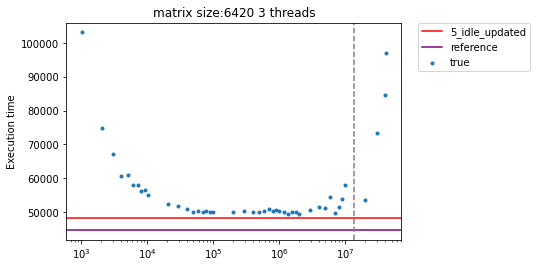 matrix size:6420 3 threads
5_idle_updated
reference
true
Execution time
100000
90000
80000
70000
60000
50000
10³ 10⁴ 10⁵ 10⁶ 10⁷